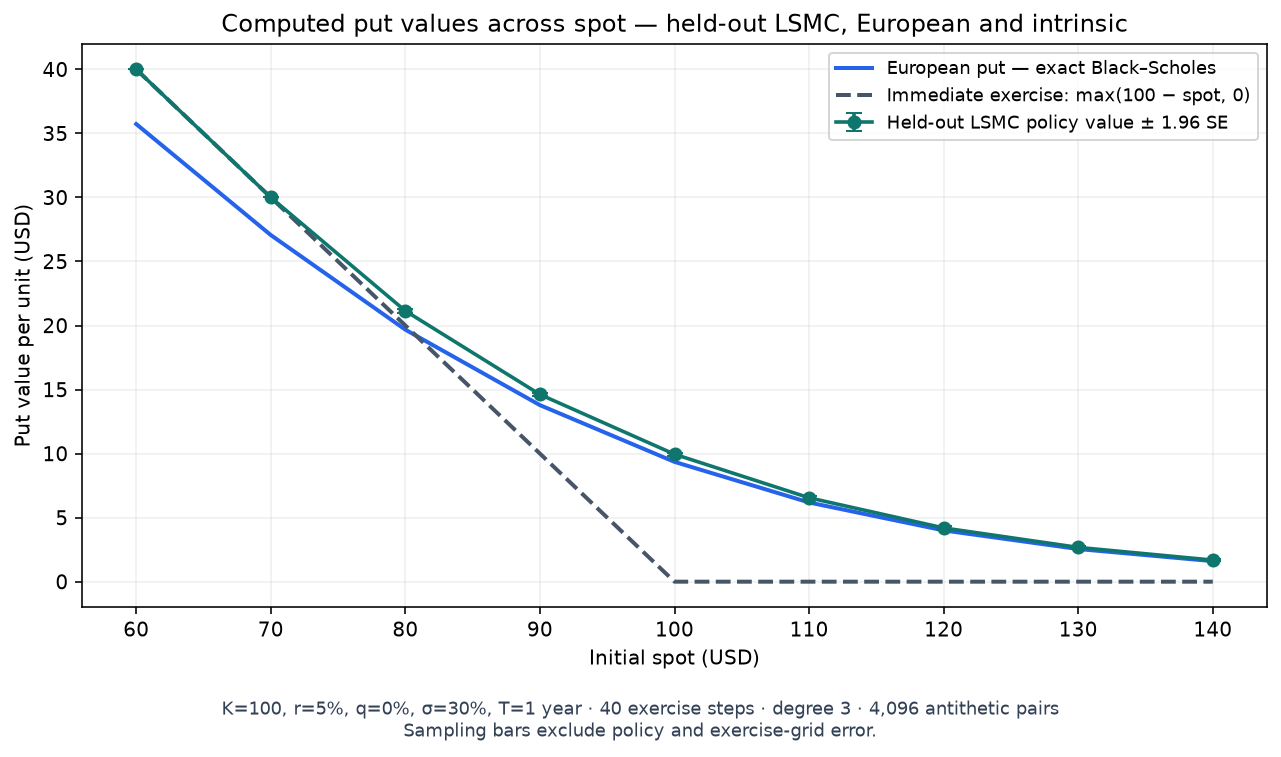 Computed put values across spot — held-out LSMC, European and intrinsic
European put — exact Black–Scholes
Immediate exercise: max(100 − spot, 0)
Held-out LSMC policy value ± 1.96 SE
Put value per unit (USD)
40
35
30
25
20
15
10
5
0
60 70 80 90 100 110 120 130 140
Initial spot (USD)
K=100, r=5%, q=0%, σ=30%, T=1 year · 40 exercise steps · degree 3 · 4,096 antithetic pairs
Sampling bars exclude policy and exercise-grid error.